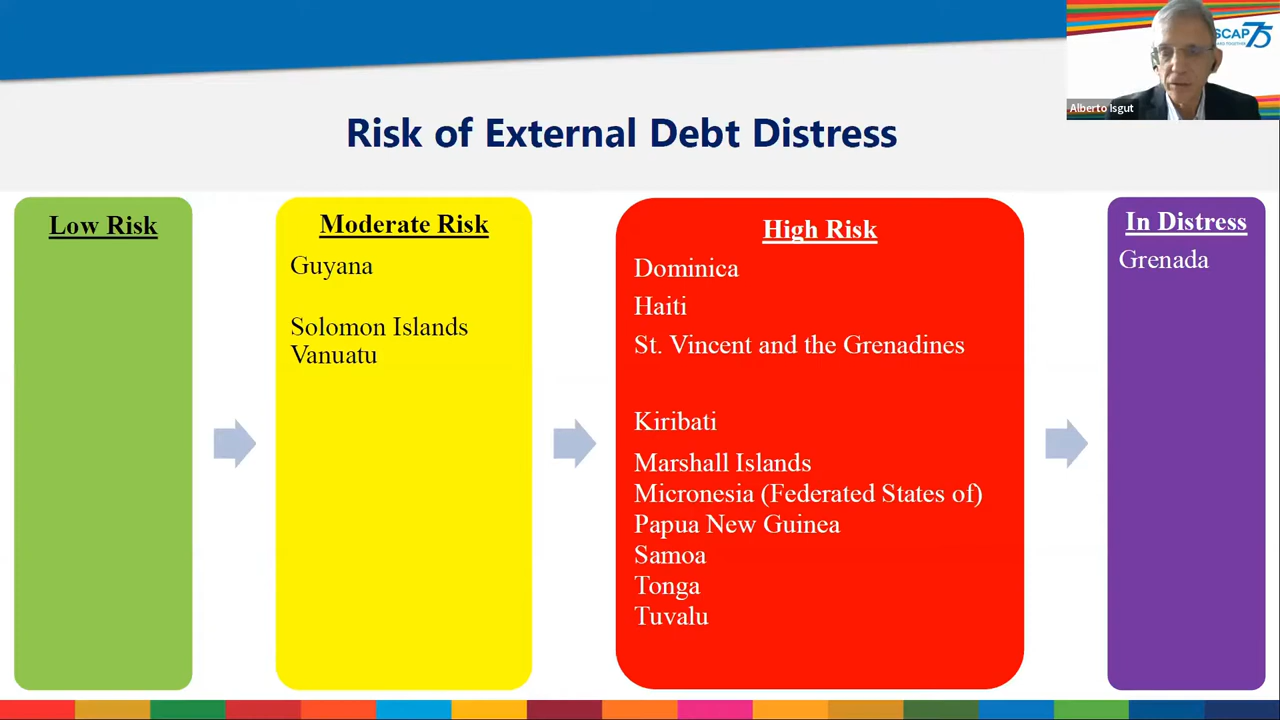 SCAP75
Alberto Isgut
Risk of External Debt Distress
Low Risk
Moderate Risk
Guyana
Solomon Islands
Vanuatu
High Risk
Dominica
Haiti
St. Vincent and the Grenadines
Kiribati
Marshall Islands
Micronesia (Federated States of)
Papua New Guinea
Samoa
Tonga
Tuvalu
In Distress
Grenada